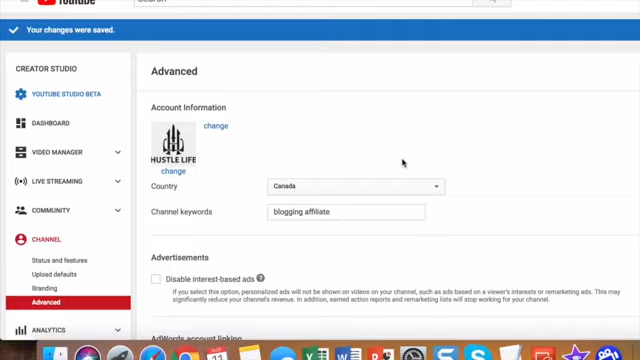 YouTube
Search
Your changes were saved.
CREATOR STUDIO
YOUTUBE STUDIO BETA
DASHBOARD
VIDEO MANAGER
LIVE STREAMING
COMMUNITY
CHANNEL
Status and features
Upload defaults
Branding
Advanced
ANALYTICS
Advanced
Account Information
HUSTLE LIFE
change
change
Country
Canada
Channel keywords
blogging affiliate
Advertisements
Disable interest-based ads ?
If you select this option, personalized ads will not be shown on videos on your channel, such as ads based on a viewer's interests or remarketing ads. This may
significantly reduce your channel's revenue. In addition, earned action reports and remarketing lists will stop working for your channel.
AdWords account linking